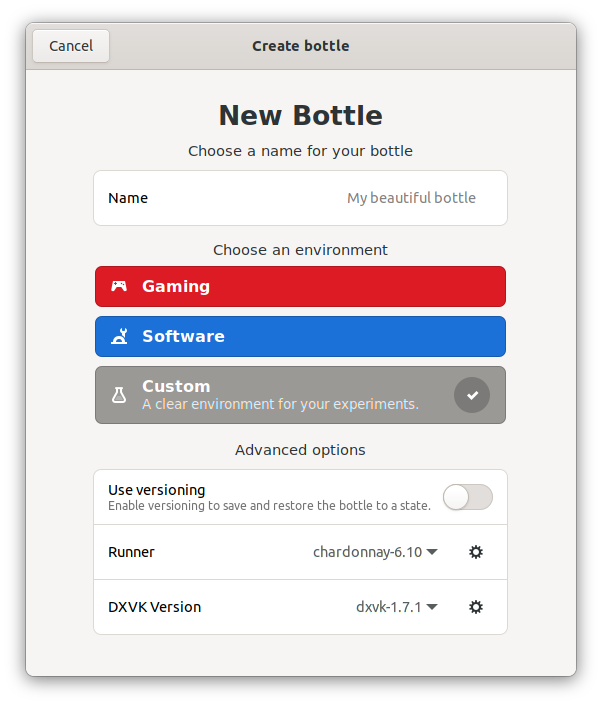 Cancel
Create bottle
New Bottle
Choose a name for your bottle
Name
My beautiful bottle
Choose an environment
Gaming
Software
Custom
A clear environment for your experiments.
Advanced options
Use versioning
Enable versioning to save and restore the bottle to a state.
Runner
chardonnay-6.10
DXVK Version
dxvk-1.7.1